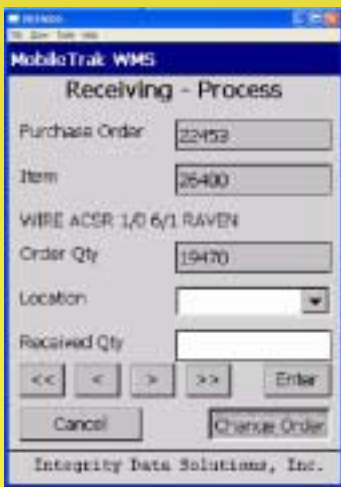 MobileTrak WMS
Receiving - Process
Purchase Order 22453
Item 26400
WIRE ACSR 1/0 6/1 RAVEN
Order Qty 19470
Location
Received Qty
<< < > >> Enter
Cancel Change Order
Integrity Data Solutions, Inc.